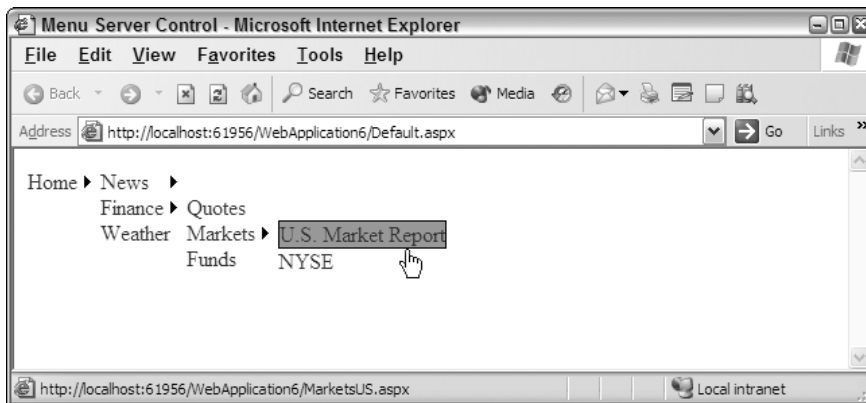 Menu Server Control - Microsoft Internet Explorer
File Edit View Favorites Tools Help
Back Search Favorites Media
Address http://localhost:61956/WebApplication6/Default.aspx Go Links »
Home News
Finance Quotes
Weather Markets U.S. Market Report
Funds NYSE
http://localhost:61956/WebApplication6/MarketsUS.aspx Local intranet